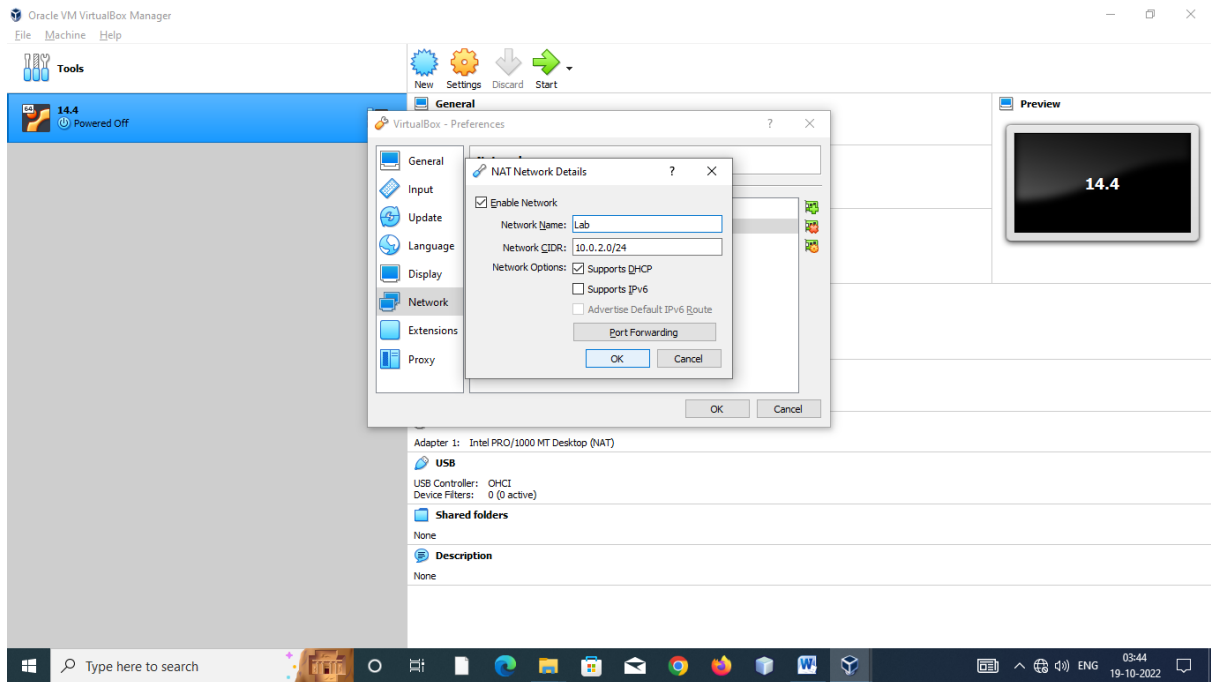 Oracle VM VirtualBox Manager
File Machine Help
Tools
New Settings Discard Start
64
14.4
Powered Off
General
Preview
14.4
VirtualBox - Preferences ?
General
Input
Update
Language
Display
Network
Extensions
Proxy
NAT Network Details ?
Enable Network
Network Name: Lab
Network CIDR: 10.0.2.0/24
Network Options: Supports DHCP
Supports IPv6
Advertise Default IPv6 Route
Port Forwarding
OK Cancel
OK Cancel
Adapter 1: Intel PRO/1000 MT Desktop (NAT)
USB
USB Controller: OHCI
Device Filters: 0 (0 active)
Shared folders
None
Description
None
Type here to search
ENG
03:44
19-10-2022